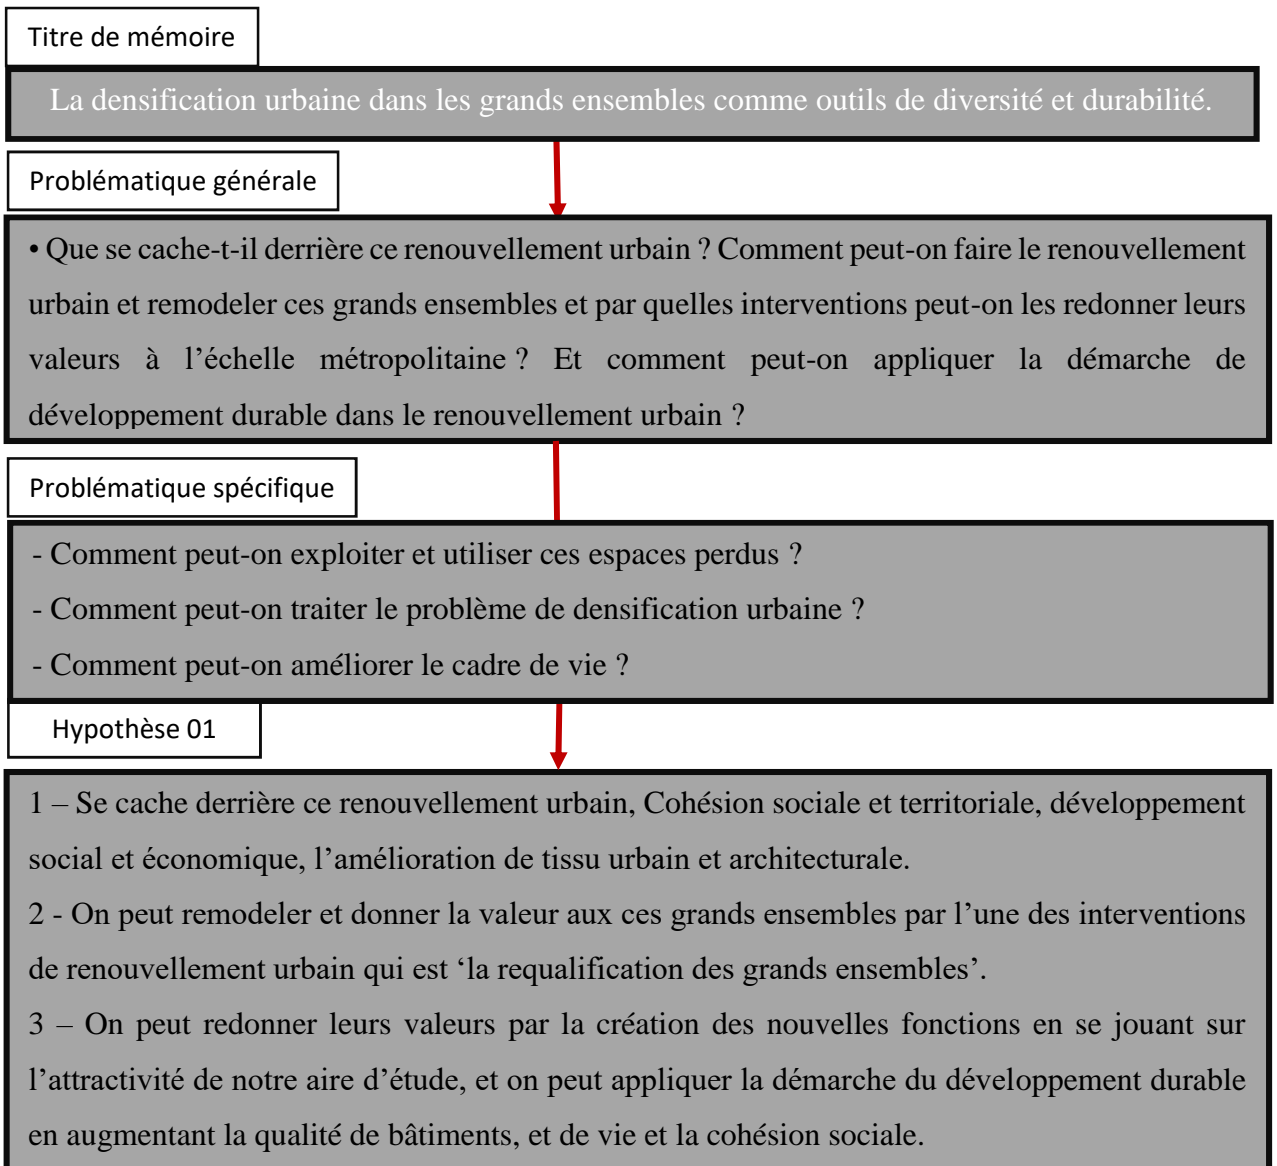 Titre de mémoire
La densification urbaine dans les grands ensembles comme outils de diversité et durabilité.
Problématique générale
• Que se cache-t-il derrière ce renouvellement urbain ? Comment peut-on faire le renouvellement
urbain et remodeler ces grands ensembles et par quelles interventions peut-on les redonner leurs
valeurs à l’échelle métropolitaine ? Et comment peut-on appliquer la démarche de
développement durable dans le renouvellement urbain ?
Problématique spécifique
- Comment peut-on exploiter et utiliser ces espaces perdus ?
- Comment peut-on traiter le problème de densification urbaine ?
- Comment peut-on améliorer le cadre de vie ?
Hypothèse 01
1 – Se cache derrière ce renouvellement urbain, Cohésion sociale et territoriale, développement
social et économique, l’amélioration de tissu urbain et architecturale.
2 - On peut remodeler et donner la valeur aux ces grands ensembles par l’une des interventions
de renouvellement urbain qui est ‘la requalification des grands ensembles’.
3 – On peut redonner leurs valeurs par la création des nouvelles fonctions en se jouant sur
l’attractivité de notre aire d’étude, et on peut appliquer la démarche du développement durable
en augmentant la qualité de bâtiments, et de vie et la cohésion sociale.